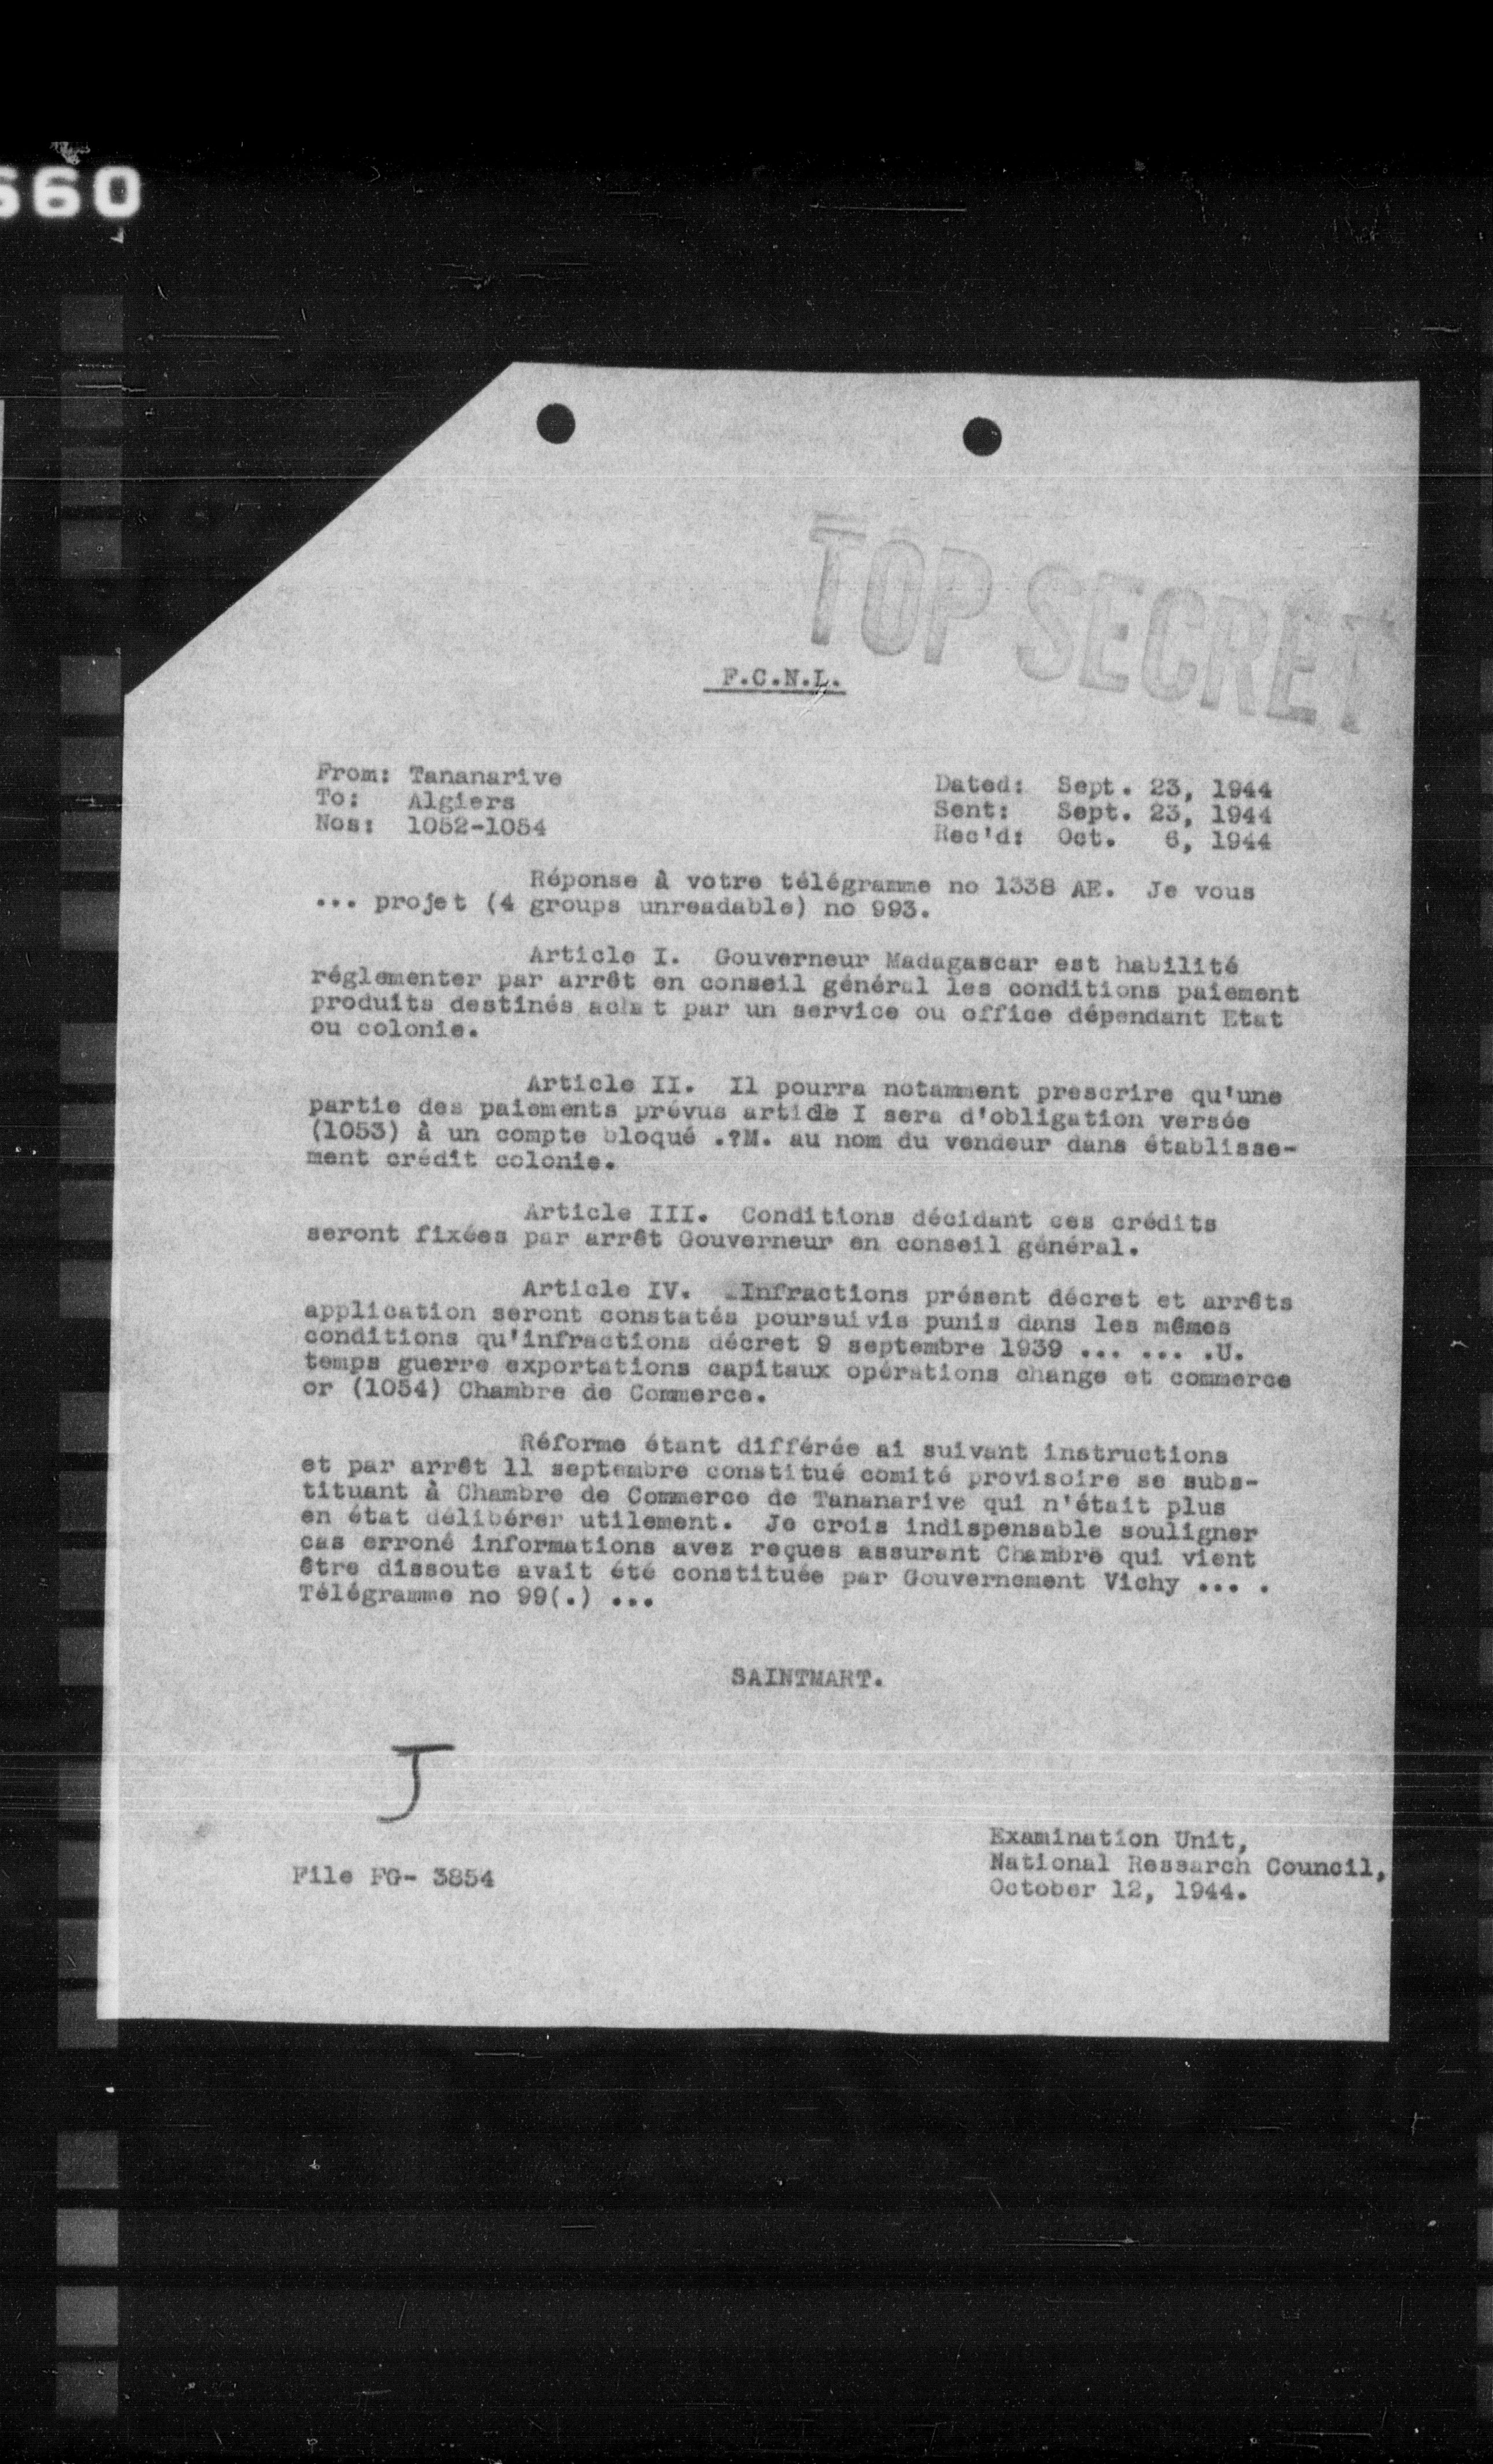 660
TOP SECRET
F.C.N.L.
From: Tananarive
To: Algiers
Nos: 1052-1054
Dated: Sept. 23, 1944
Sent: Sept. 23, 1944
Rec'd: Oct. 6, 1944
Réponse à votre télégramme no 1338 AE. Je vous
... projet (4 groups unreadable) no 993.
Article I. Gouverneur Madagascar est habilité
réglementer par arrêt en conseil général les conditions paiement
produits destinés achat par un service ou office dépendant Etat
ou colonie.
Article II. Il pourra notamment prescrire qu'une
partie des paiements prévus article I sera d'obligation versée
(1053) à un compte bloqué .?M. au nom du vendeur dans établisse-
ment crédit colonie.
Article III. Conditions décidant ces crédits
seront fixées par arrêt Gouverneur en conseil général.
Article IV. Infractions présent décret et arrêts
application seront constatés poursuivis punis dans les mêmes
conditions qu'infractions décret 9 septembre 1939 ... ... .U.
temps guerre exportations capitaux opérations change et commerce
or (1054) Chambre de Commerce.
Réforme étant différée ai suivant instructions
et par arrêt 11 septembre constitué comité provisoire se subs-
tituant à Chambre de Commerce de Tananarive qui n'était plus
en état délibérer utilement. Je crois indispensable souligner
cas erroné informations avez reçues assurant Chambre qui vient
être dissoute avait été constituée par Gouvernement Vichy ... .
Télégramme no 99(.) ...
SAINTMART.
J
File FG- 3854
Examination Unit,
National Ressarch Council,
October 12, 1944.